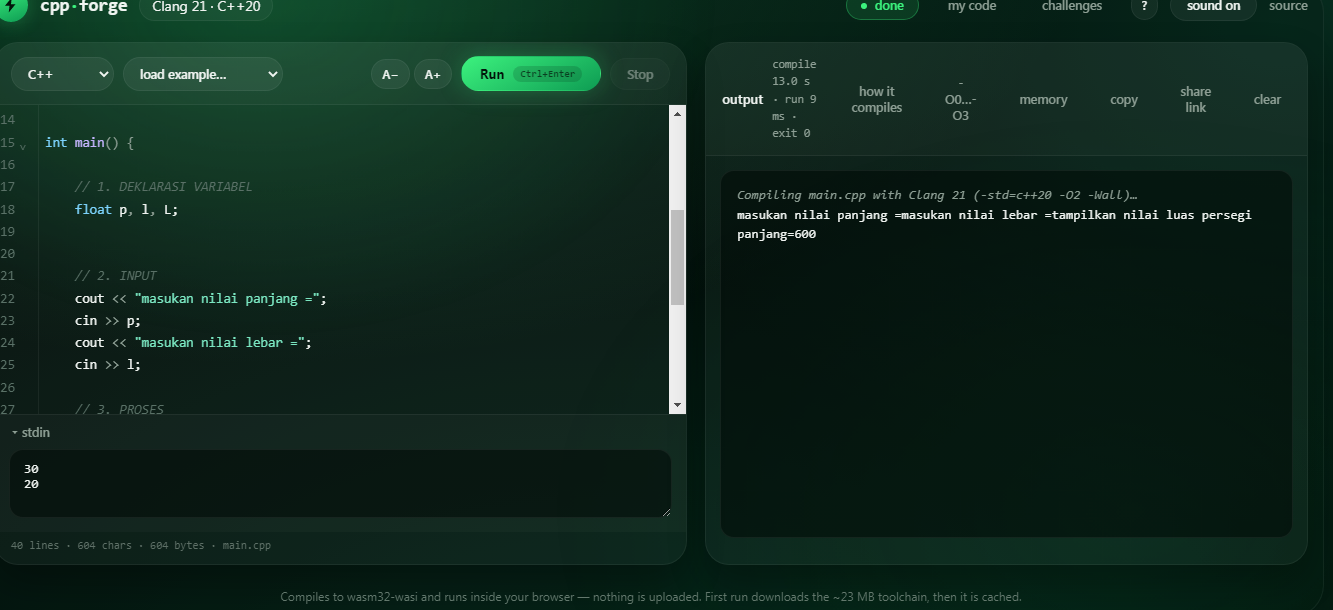 cpp·forge
Clang 21 · C++20
done
my code
challenges
?
sound on
source
C++
load example...
A−
A+
Run Ctrl+Enter
Stop
14
15 int main() {
16
17 // 1. DEKLARASI VARIABEL
18 float p, l, L;
19
20
21 // 2. INPUT
22 cout << "masukan nilai panjang =";
23 cin >> p;
24 cout << "masukan nilai lebar =";
25 cin >> l;
26
27 // 3. PROSES
stdin
30
20
40 lines · 604 chars · 604 bytes · main.cpp
output
compile
13.0 s
· run 9
ms ·
exit 0
how it
compiles
-
O0…-
O3
memory
copy
share
link
clear
Compiling main.cpp with Clang 21 (-std=c++20 -O2 -Wall)…
masukan nilai panjang =masukan nilai lebar =tampilkan nilai luas persegi
panjang=600
Compiles to wasm32-wasi and runs inside your browser — nothing is uploaded. First run downloads the ~23 MB toolchain, then it is cached.